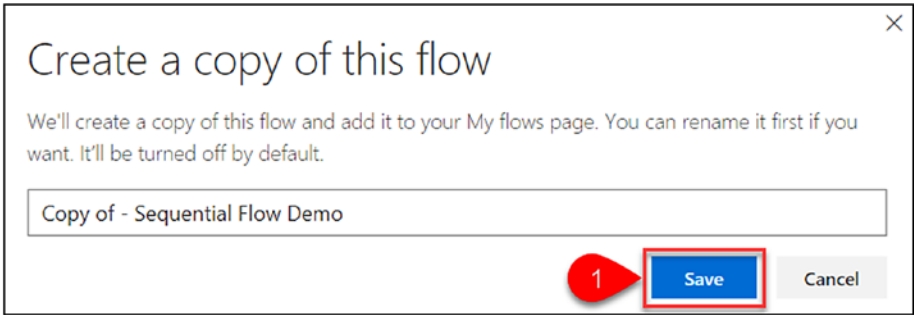 Create a copy of this flow
We'll create a copy of this flow and add it to your My flows page. You can rename it first if you
want. It'll be turned off by default.
Copy of - Sequential Flow Demo
1
Save
Cancel